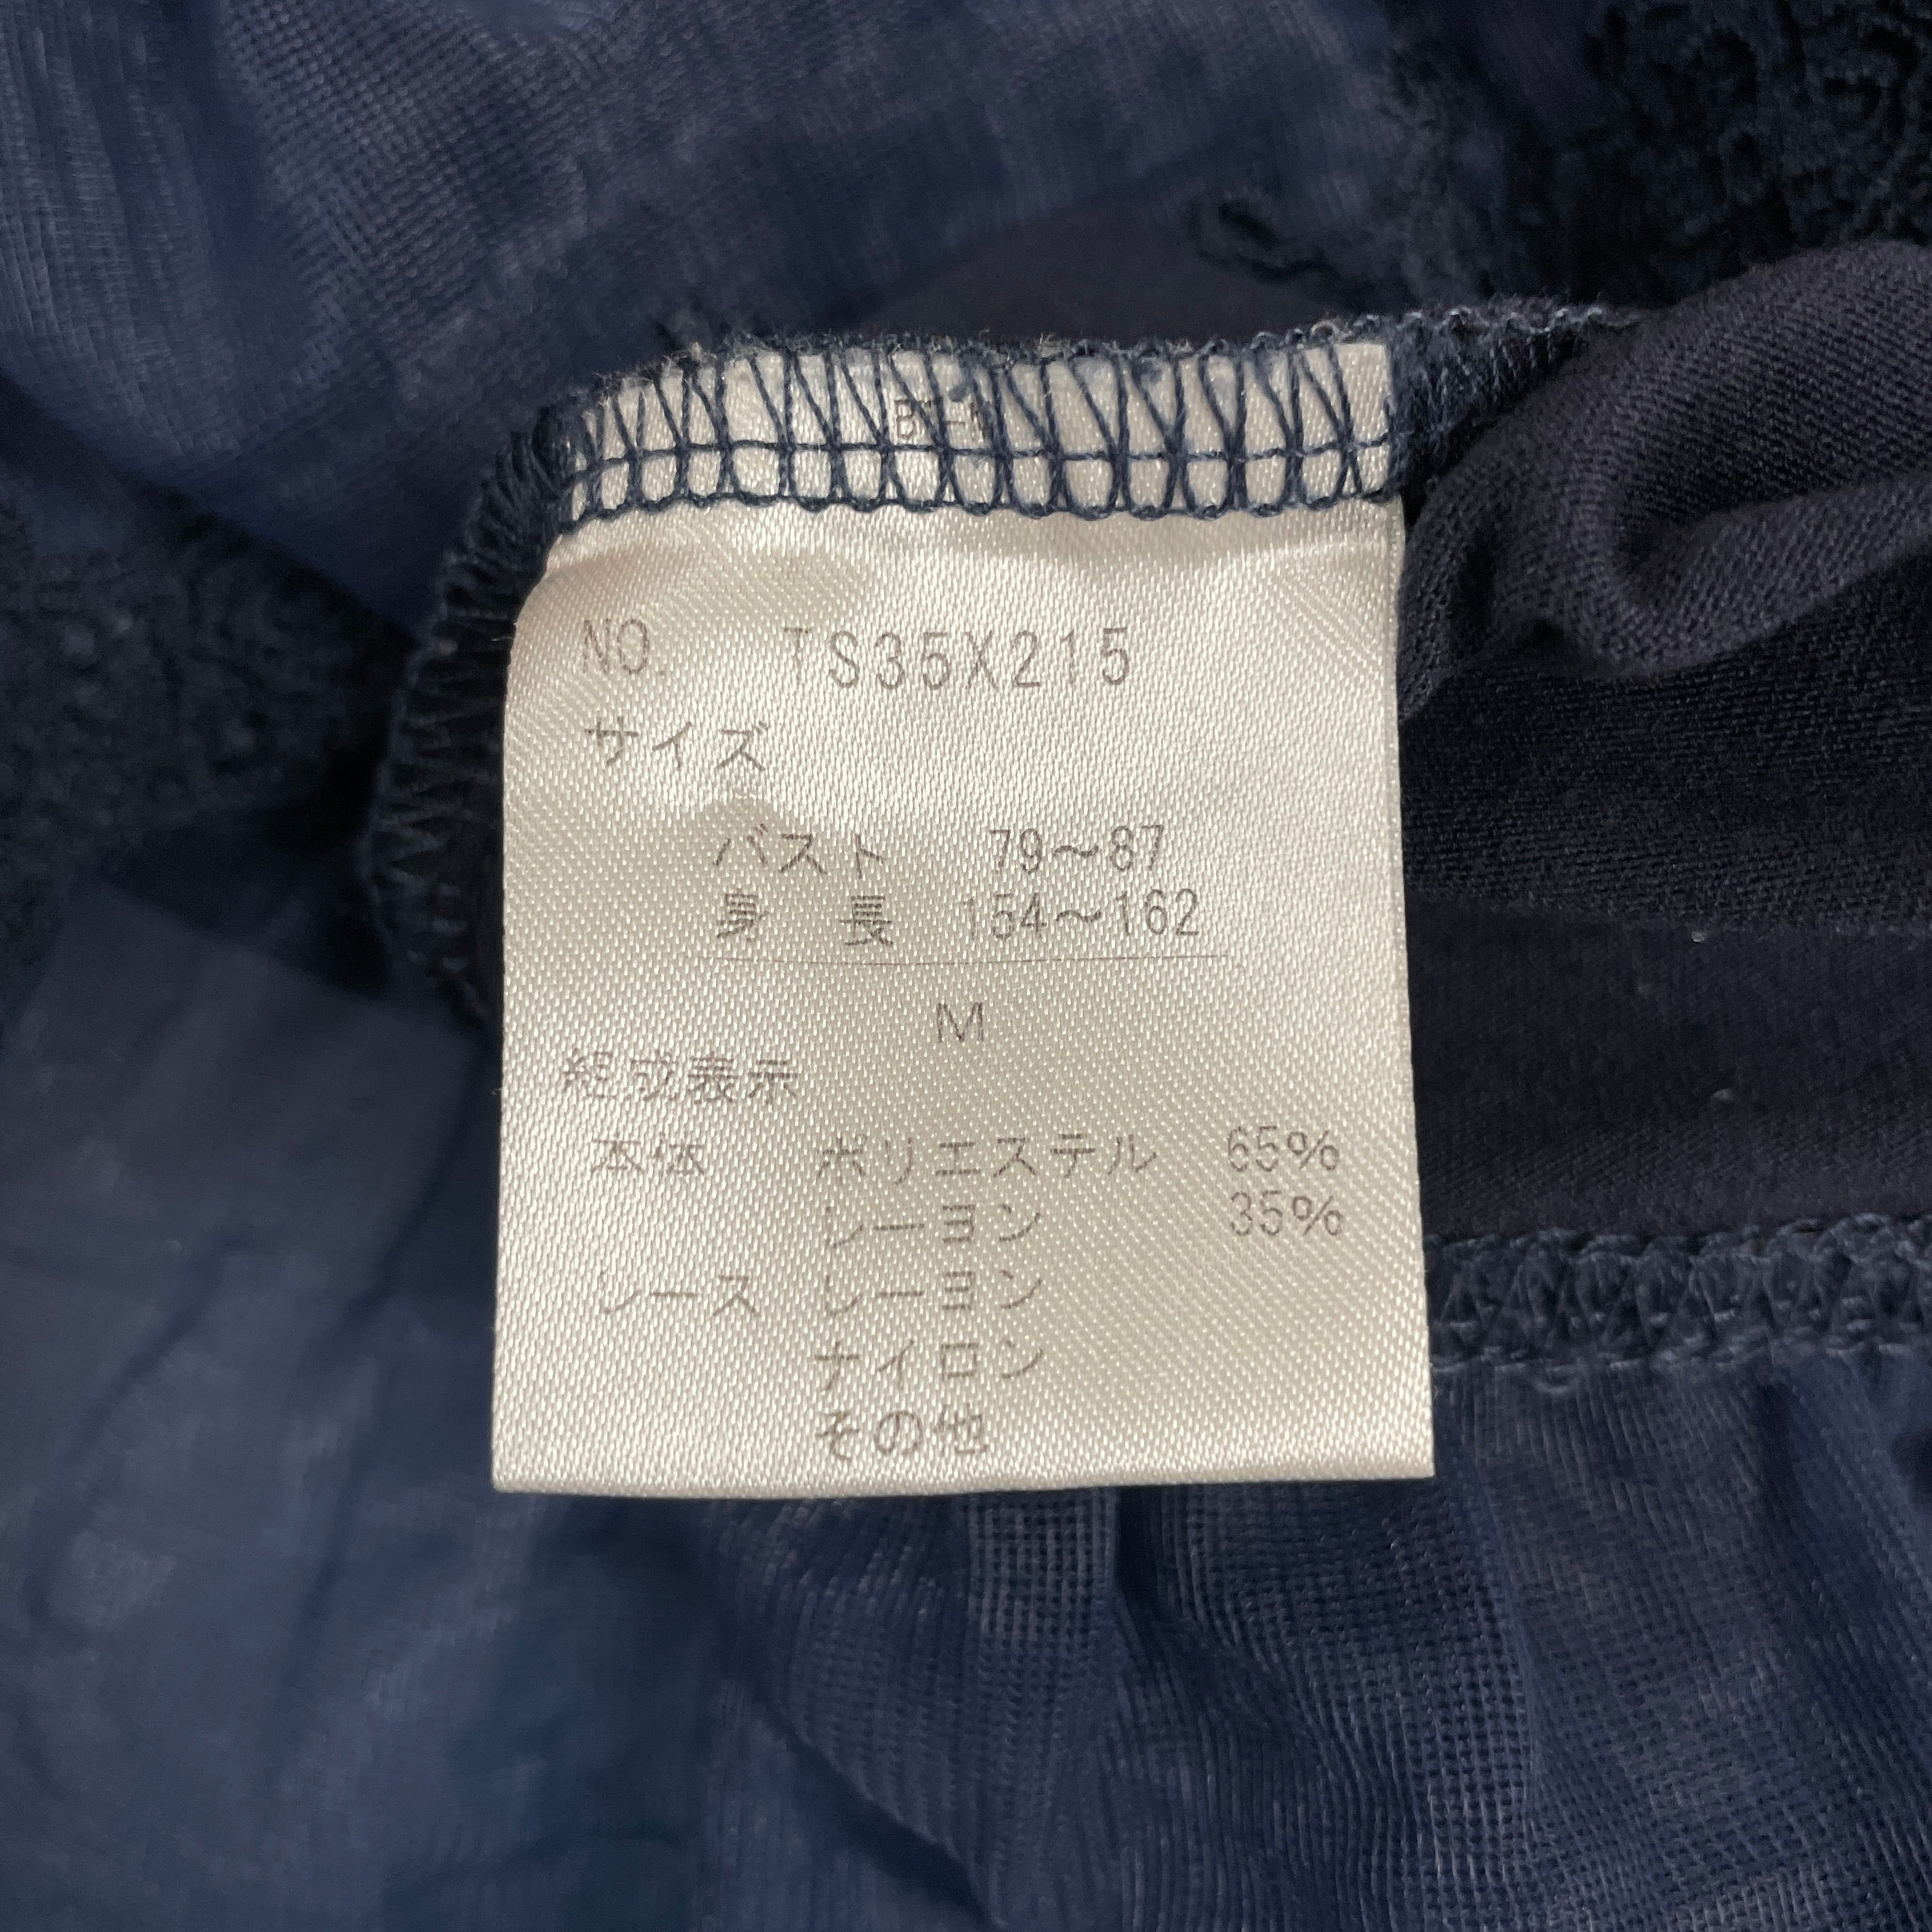 NO. TS35X215
サイズ
バスト 79～87
身 長 154～162
M
組成表示
本体 ポリエステル 65%
レーヨン 35%
レース レーヨン
ナイロン
その他